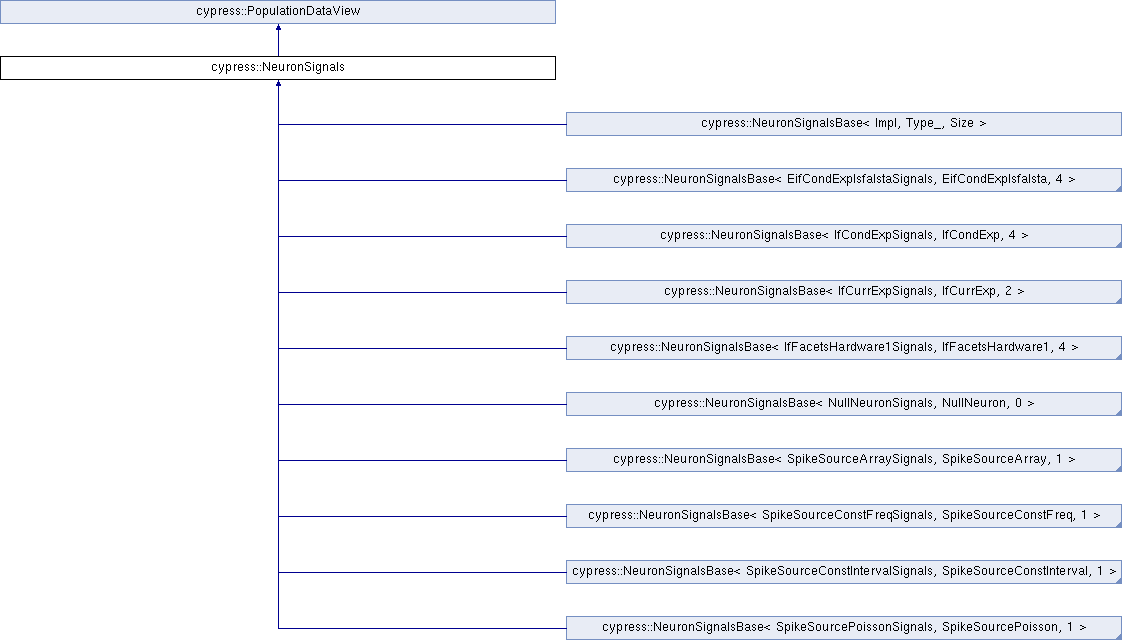 cypress::PopulationDataView
cypress::NeuronSignals
cypress::NeuronSignalsBase< Impl, Type_, Size >
cypress::NeuronSignalsBase< EifCondExpIsfaIstaSignals, EifCondExpIsfaIsta, 4 >
cypress::NeuronSignalsBase< IfCondExpSignals, IfCondExp, 4 >
cypress::NeuronSignalsBase< IfCurrExpSignals, IfCurrExp, 2 >
cypress::NeuronSignalsBase< IfFacetsHardware1Signals, IfFacetsHardware1, 4 >
cypress::NeuronSignalsBase< NullNeuronSignals, NullNeuron, 0 >
cypress::NeuronSignalsBase< SpikeSourceArraySignals, SpikeSourceArray, 1 >
cypress::NeuronSignalsBase< SpikeSourceConstFreqSignals, SpikeSourceConstFreq, 1 >
cypress::NeuronSignalsBase< SpikeSourceConstIntervalSignals, SpikeSourceConstInterval, 1 >
cypress::NeuronSignalsBase< SpikeSourcePoissonSignals, SpikeSourcePoisson, 1 >